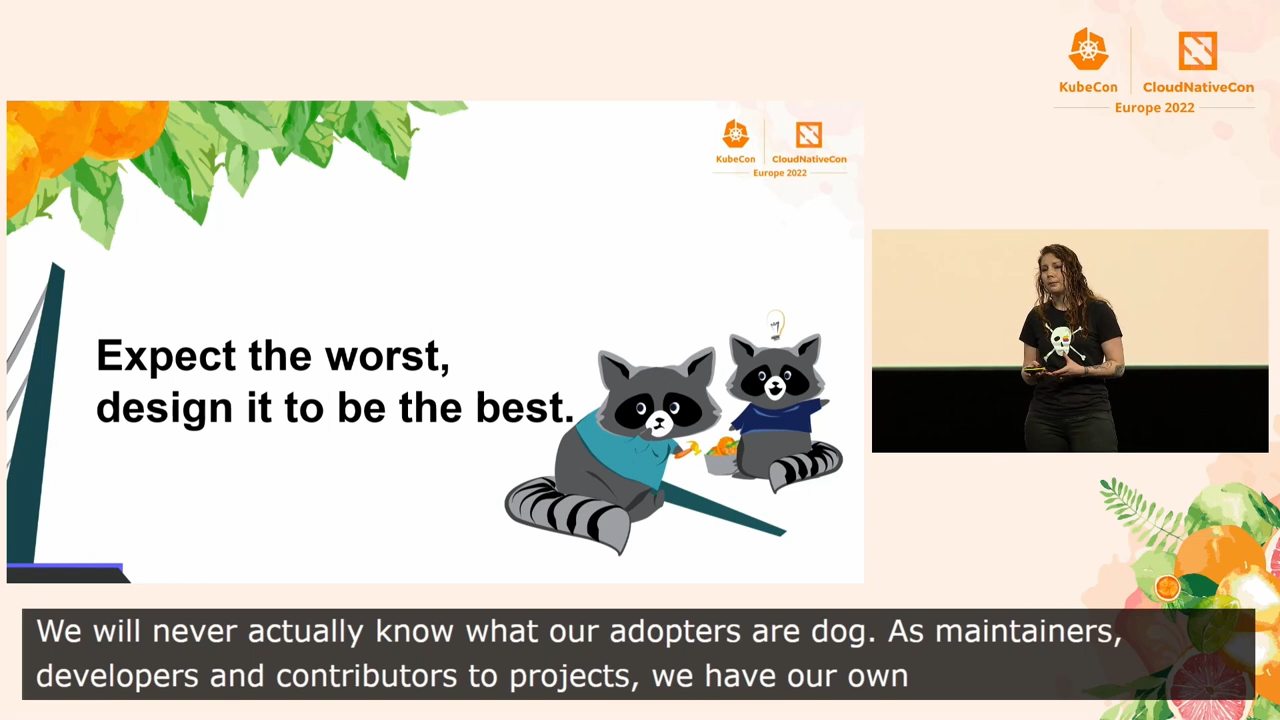 KubeCon
CloudNativeCon
Europe 2022
KubeCon
CloudNativeCon
Europe 2022
Expect the worst,
design it to be the best.
We will never actually know what our adopters are dog. As maintainers,
developers and contributors to projects, we have our own